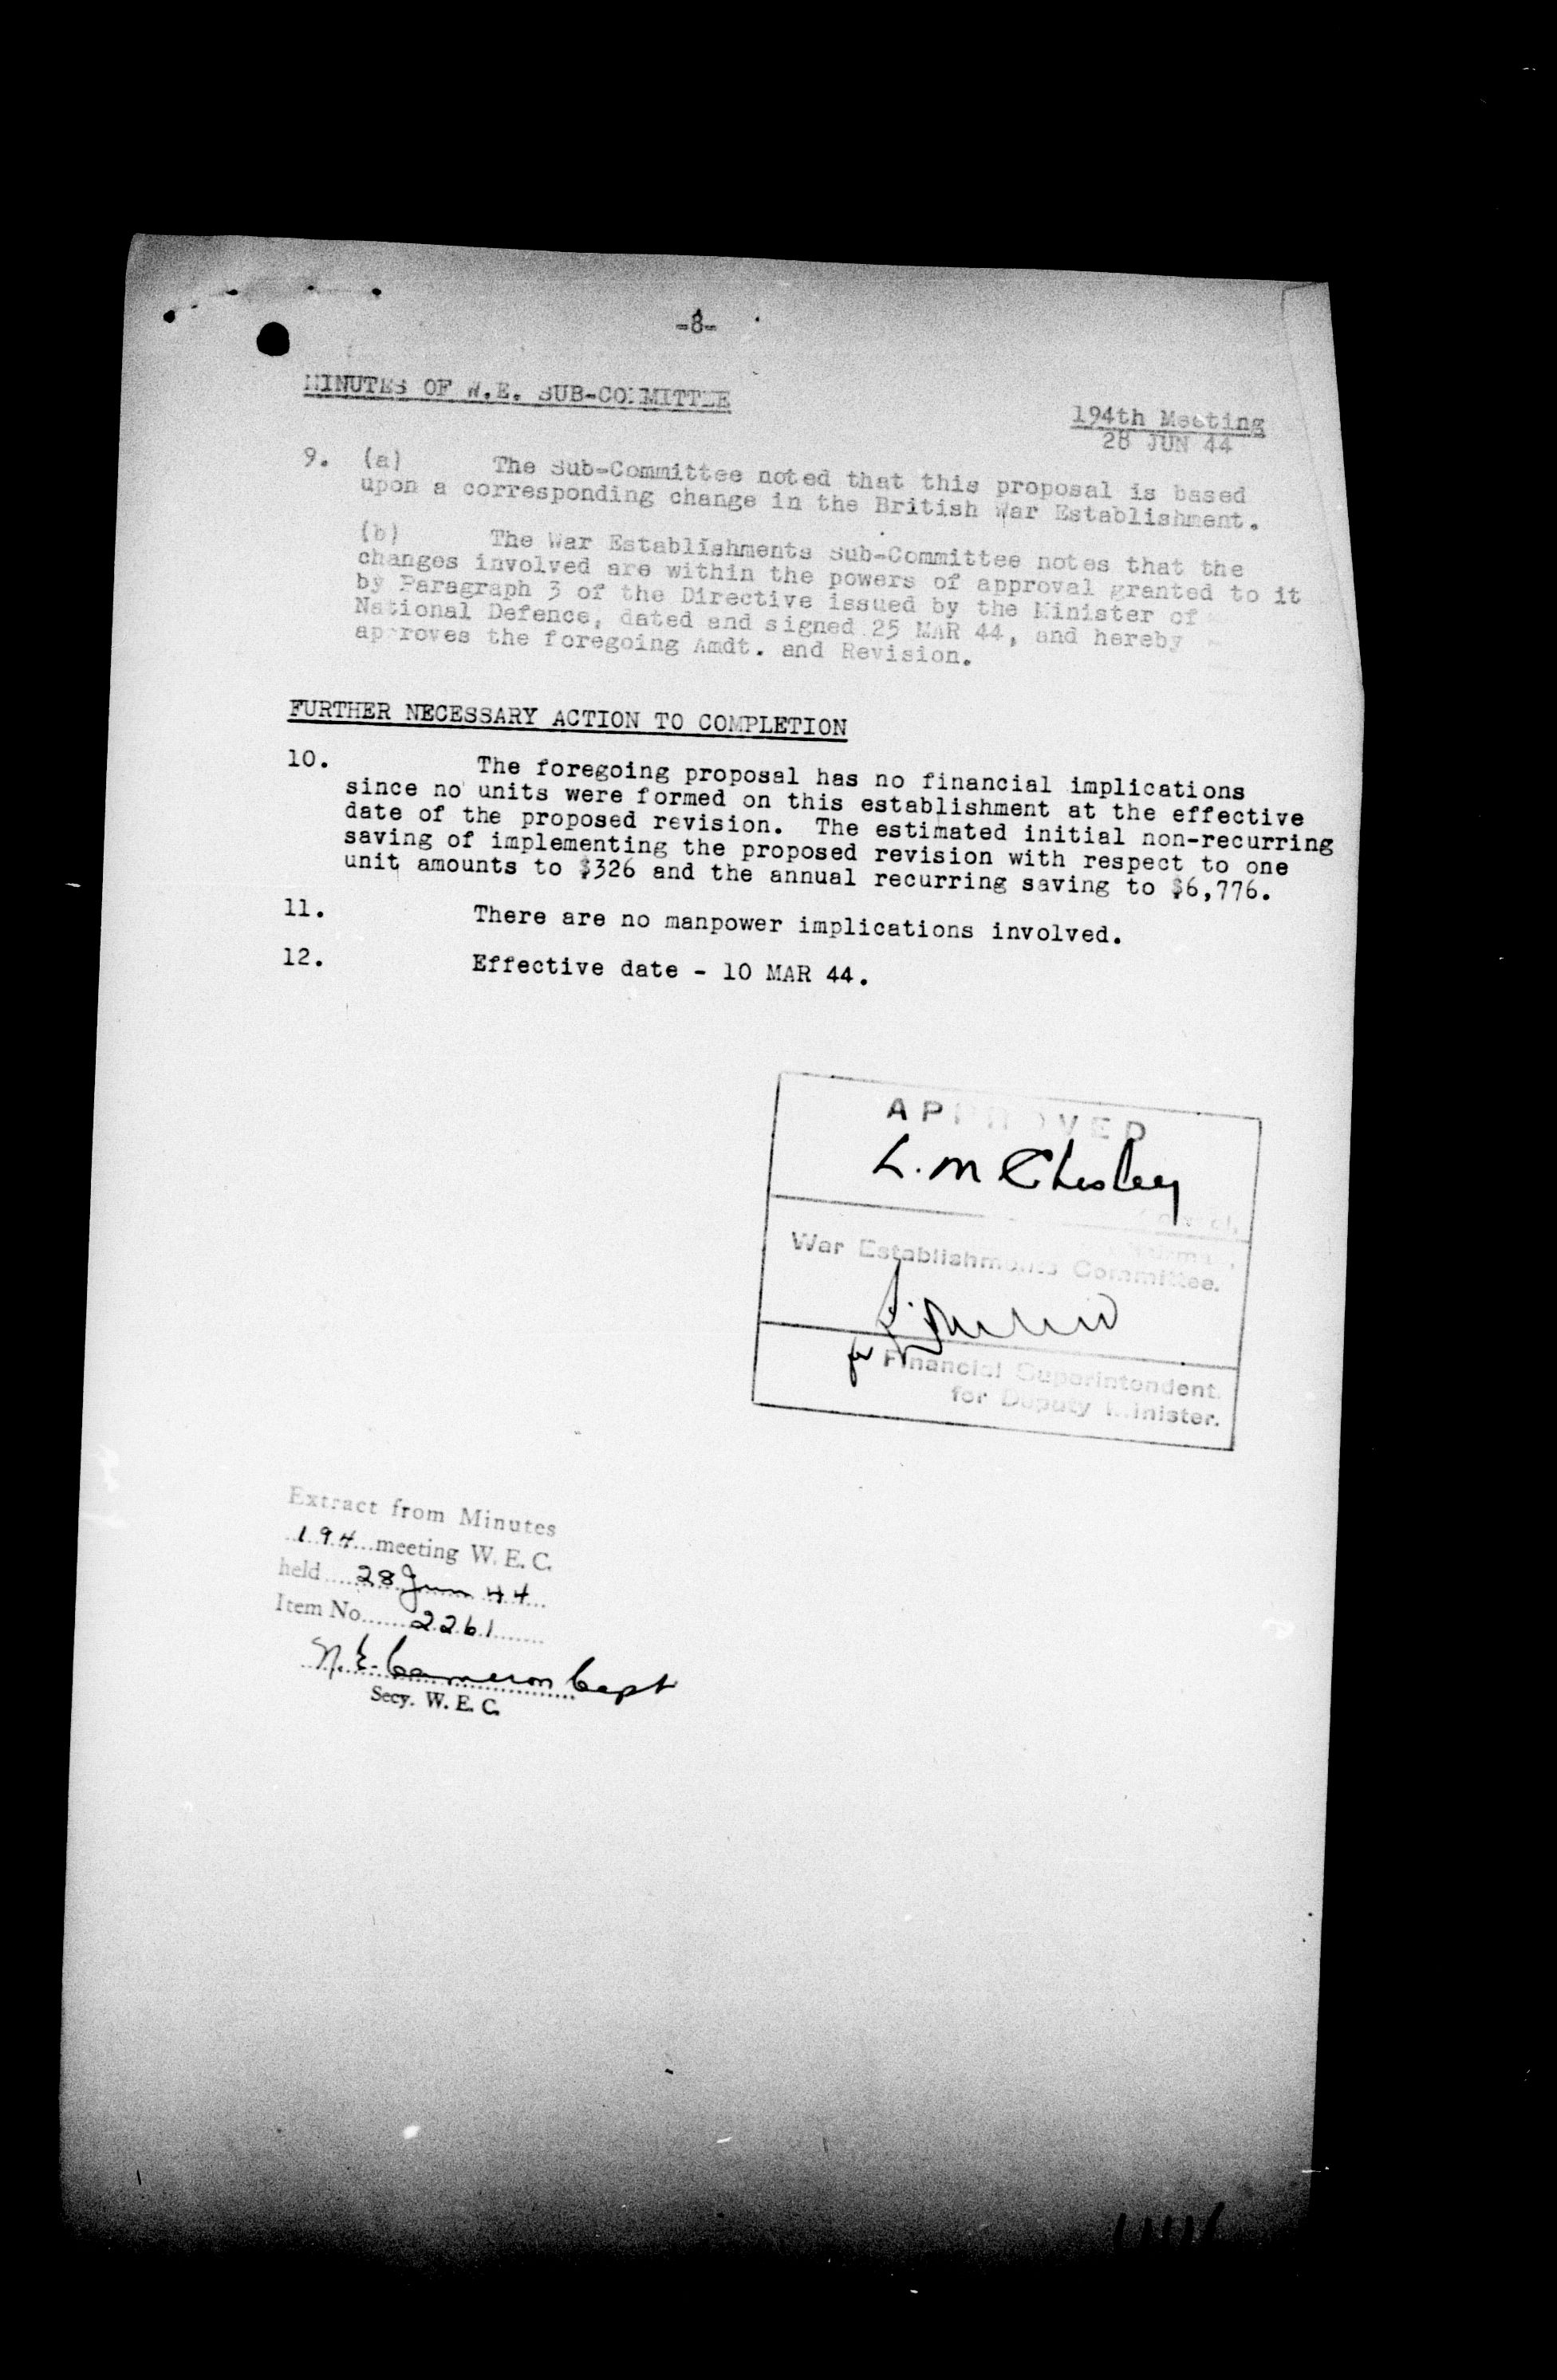 -8-
MINUTES OF W.E. SUB-COMMITTEE
194th Meeting
28 JUN 44
9. (a) The Sub-Committee noted that this proposal is based
upon a corresponding change in the British War Establishment.
(b) The War Establishments Sub-Committee notes that the
changes involved are within the powers of approval granted to it
by Paragraph 3 of the Directive issued by the Minister of
National Defence, dated and signed 25 MAR 44, and hereby
approves the foregoing Amdt. and Revision.
FURTHER NECESSARY ACTION TO COMPLETION
10. The foregoing proposal has no financial implications
since no units were formed on this establishment at the effective
date of the proposed revision. The estimated initial non-recurring
saving of implementing the proposed revision with respect to one
unit amounts to $326 and the annual recurring saving to $6,776.
11. There are no manpower implications involved.
12. Effective date - 10 MAR 44.
APPROVED
L. M Chesley
War Establishments Committee.
for Financial Superintendent.
for Deputy Minister.
Extract from Minutes
194 meeting W. E. C.
held 28 Jun 44
Item No 2261
N. E. Cameron Capt
Secy. W. E. C.